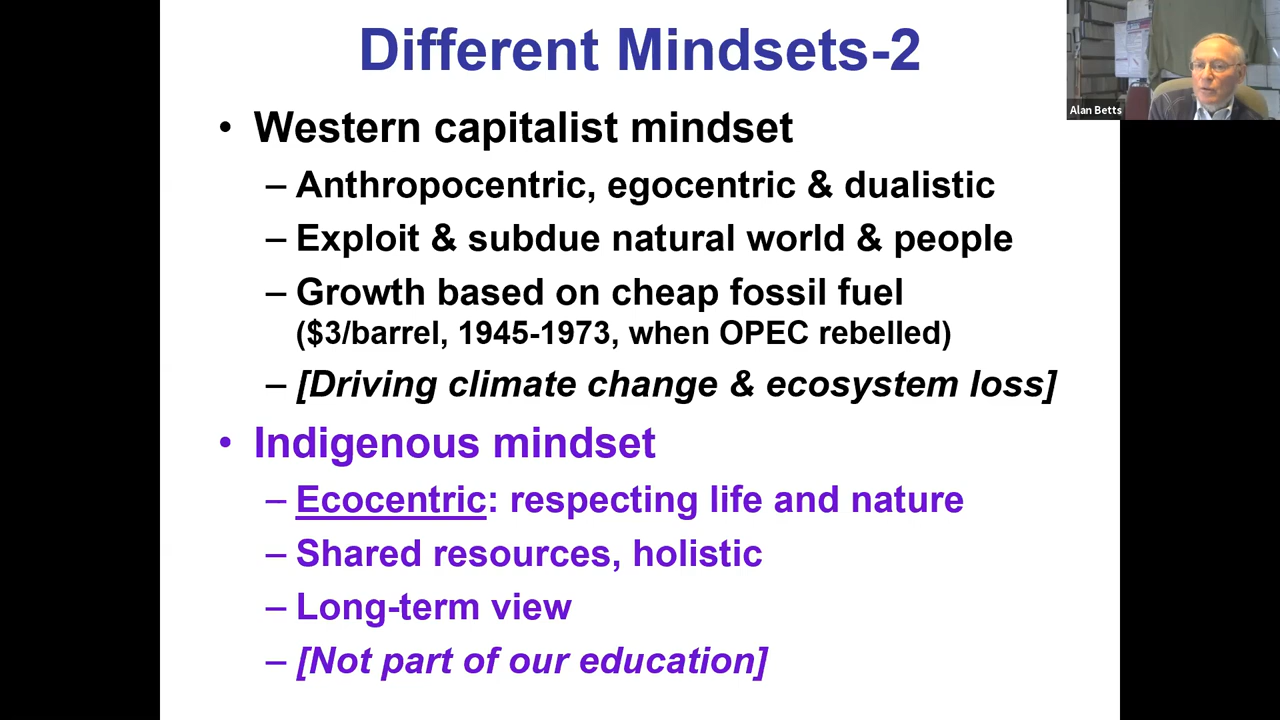 Different Mindsets-2
Alan Betts
• Western capitalist mindset
– Anthropocentric, egocentric & dualistic
– Exploit & subdue natural world & people
– Growth based on cheap fossil fuel
($3/barrel, 1945-1973, when OPEC rebelled)
– [Driving climate change & ecosystem loss]
• Indigenous mindset
– Ecocentric: respecting life and nature
– Shared resources, holistic
– Long-term view
– [Not part of our education]